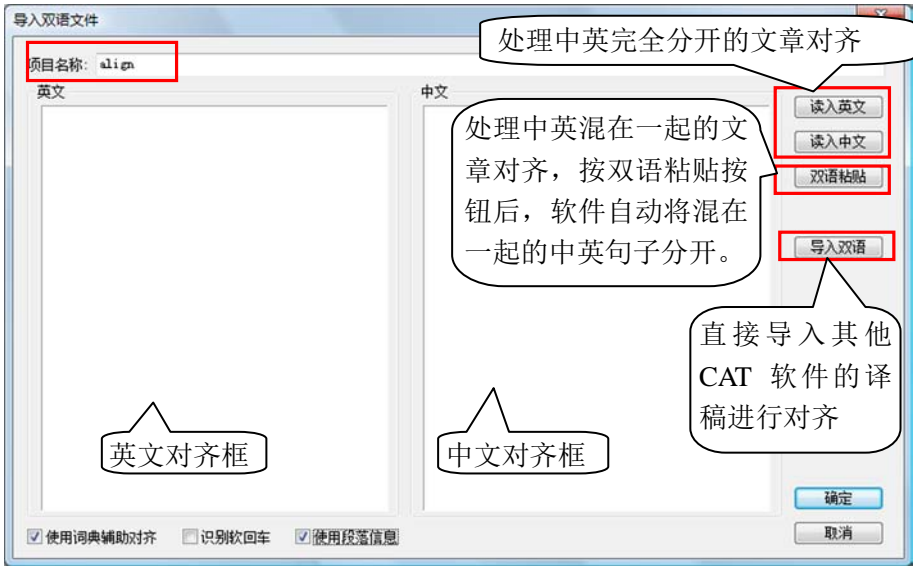 导入双语文件
处理中英完全分开的文章对齐
项目名称: align
英文
中文
读入英文
读入中文
双语粘贴
处理中英混在一起的文
章对齐，按双语粘贴按
钮后，软件自动将混在
一起的中英句子分开。
导入双语
直接导入其他
CAT 软件的译
稿进行对齐
英文对齐框
中文对齐框
确定
使用词典辅助对齐 识别软回车 使用段落信息
取消